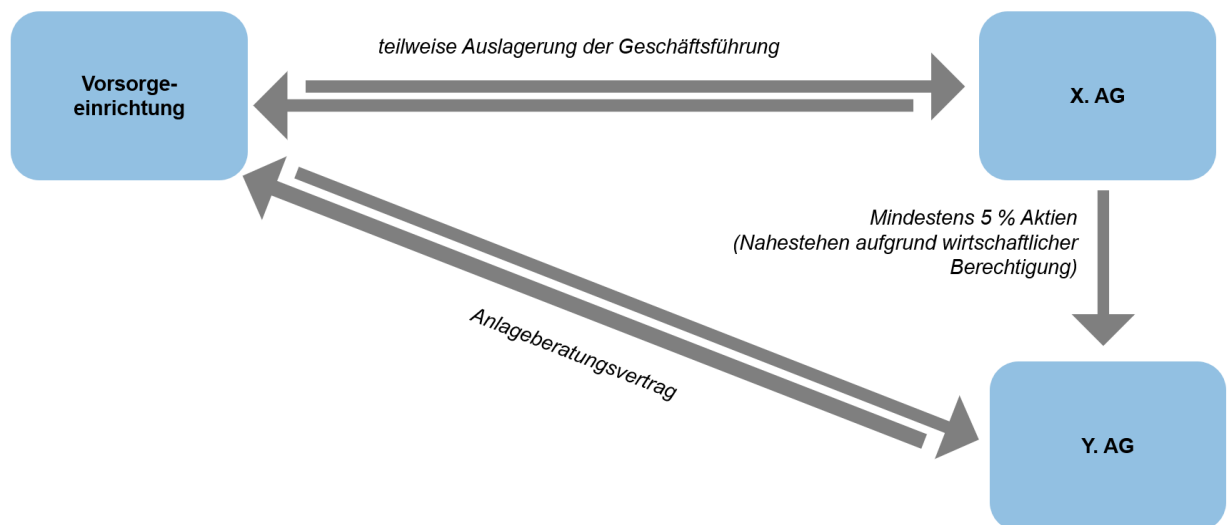 teilweise Auslagerung der Geschäftsführung
Vorsorge-
einrichtung
X. AG
Mindestens 5 % Aktien
(Nahestehen aufgrund wirtschaftlicher
Berechtigung)
Anlageberatungsvertrag
Y. AG